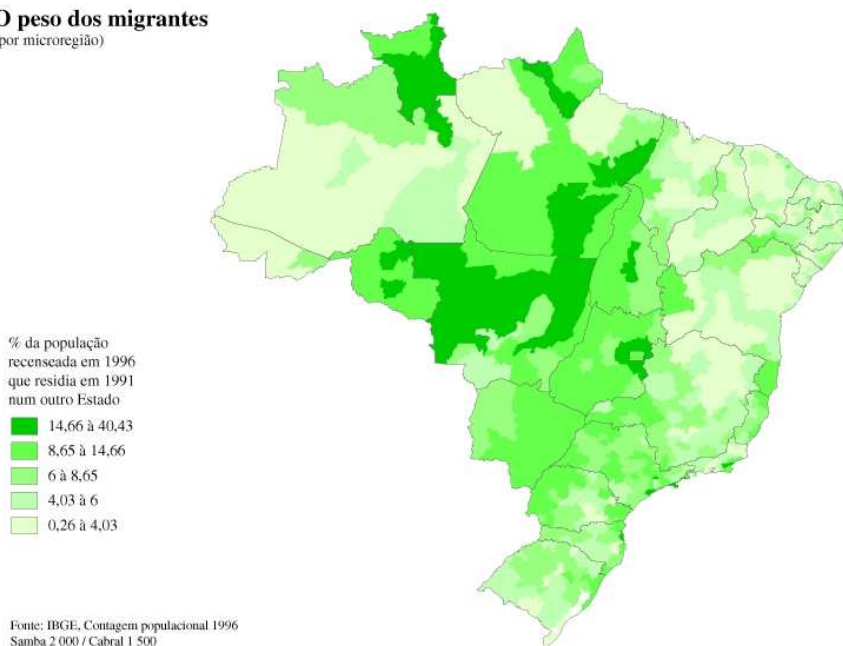 O peso dos migrantes
por microregião)
% da população
recenseada em 1996
que residia em 1991
num outro Estado
14,66 à 40,43
8,65 à 14,66
6 à 8,65
4,03 à 6
0,26 à 4,03
Fonte: IBGE, Contagem populacional 1996
Samba 2 000 / Cabral 1 500